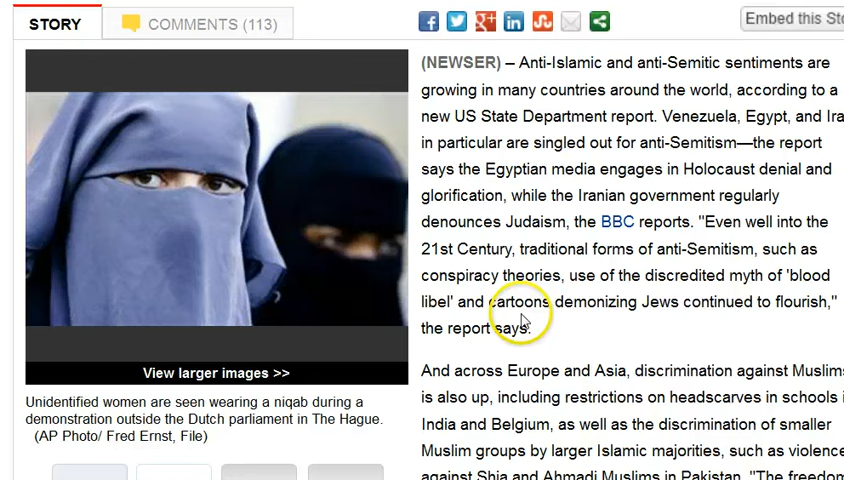 STORY
COMMENTS (113)
Embed this
(NEWSER) – Anti-Islamic and anti-Semitic sentiments are
growing in many countries around the world, according to a
new US State Department report. Venezuela, Egypt, and
in particular are singled out for anti-Semitism—the report
says the Egyptian media engages in Holocaust denial and
glorification, while the Iranian government regularly
denounces Judaism, the BBC reports. "Even well into the
21st Century, traditional forms of anti-Semitism, such as
conspiracy theories, use of the discredited myth of 'blood
libel' and cartoons demonizing Jews continued to flourish,"
the report says.
And across Europe and Asia, discrimination against Muslims
is also up, including restrictions on headscarves in schools
India and Belgium, as well as the discrimination of smaller
Muslim groups by larger Islamic majorities, such as violence
against Shia and Ahmadi Muslims in Pakistan. "The freedom
View larger images >>
Unidentified women are seen wearing a niqab during a
demonstration outside the Dutch parliament in The Hague.
(AP Photo/ Fred Ernst, File)